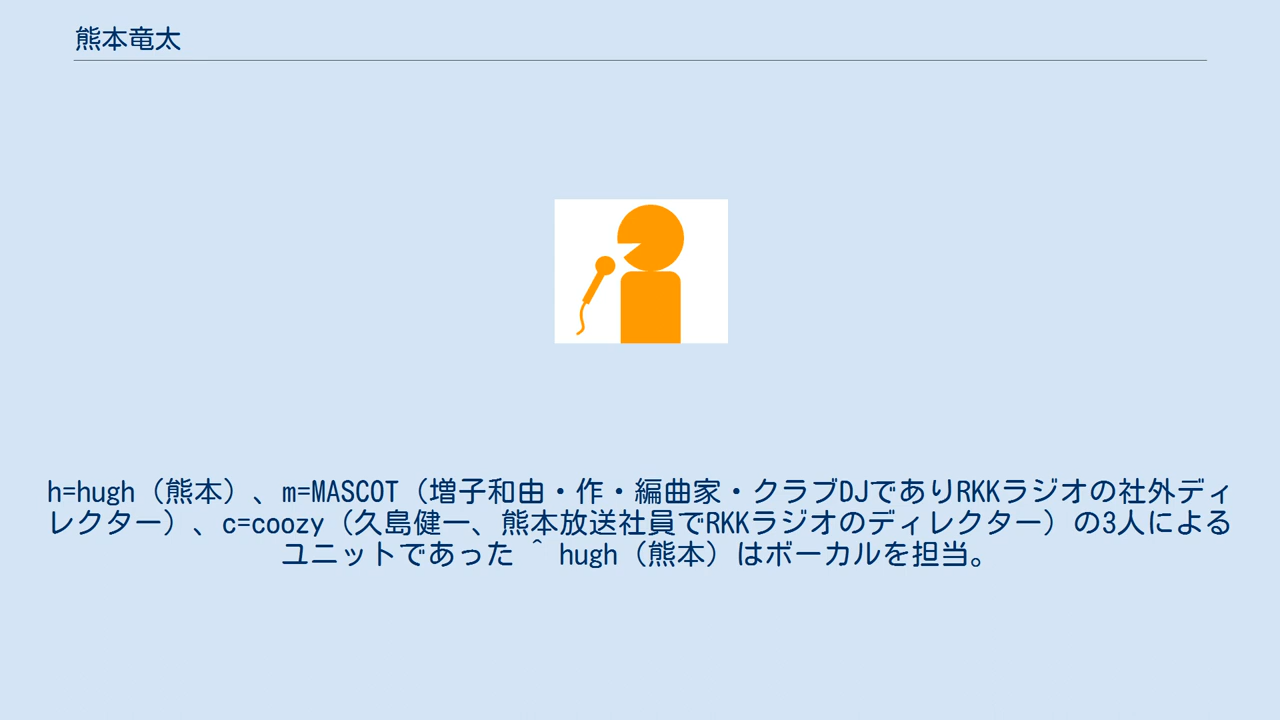 熊本竜太
h=hugh（熊本）、m=MASCOT（増子和由・作・編曲家・クラブDJでありRKKラジオの社外ディ
レクター）、c=coozy（久島健一、熊本放送社員でRKKラジオのディレクター）の3人による
ユニットであった ^ hugh（熊本）はボーカルを担当。